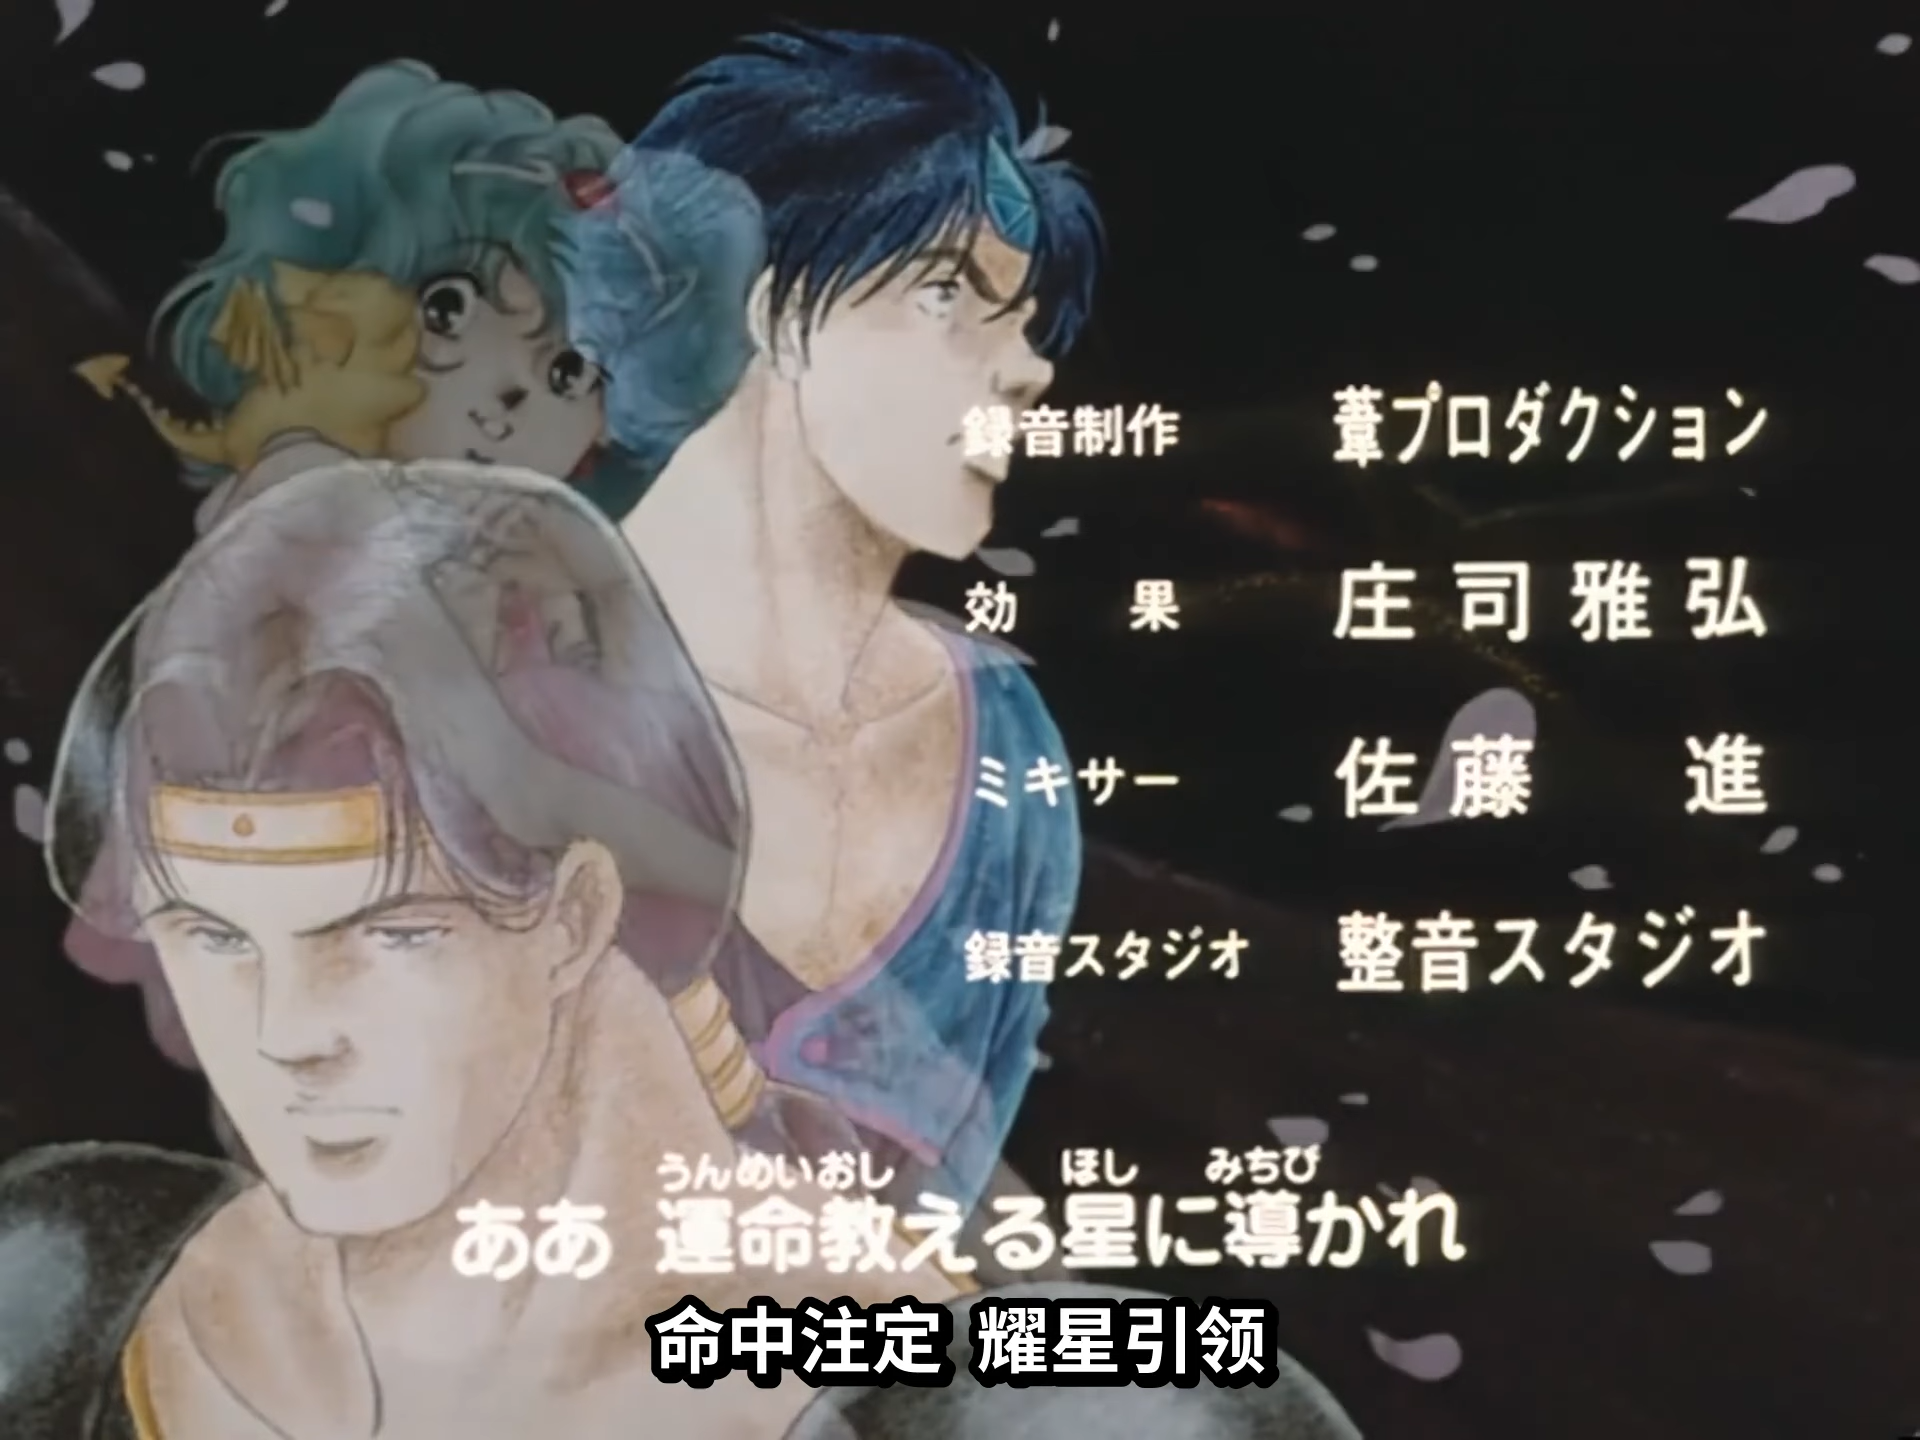 録音制作 葦プロダクション
効果 庄司雅弘
ミキサー 佐藤進
録音スタジオ 整音スタジオ
うんめいおし ほし みちび
ああ 運命教える星に導かれ
命中注定 耀星引领